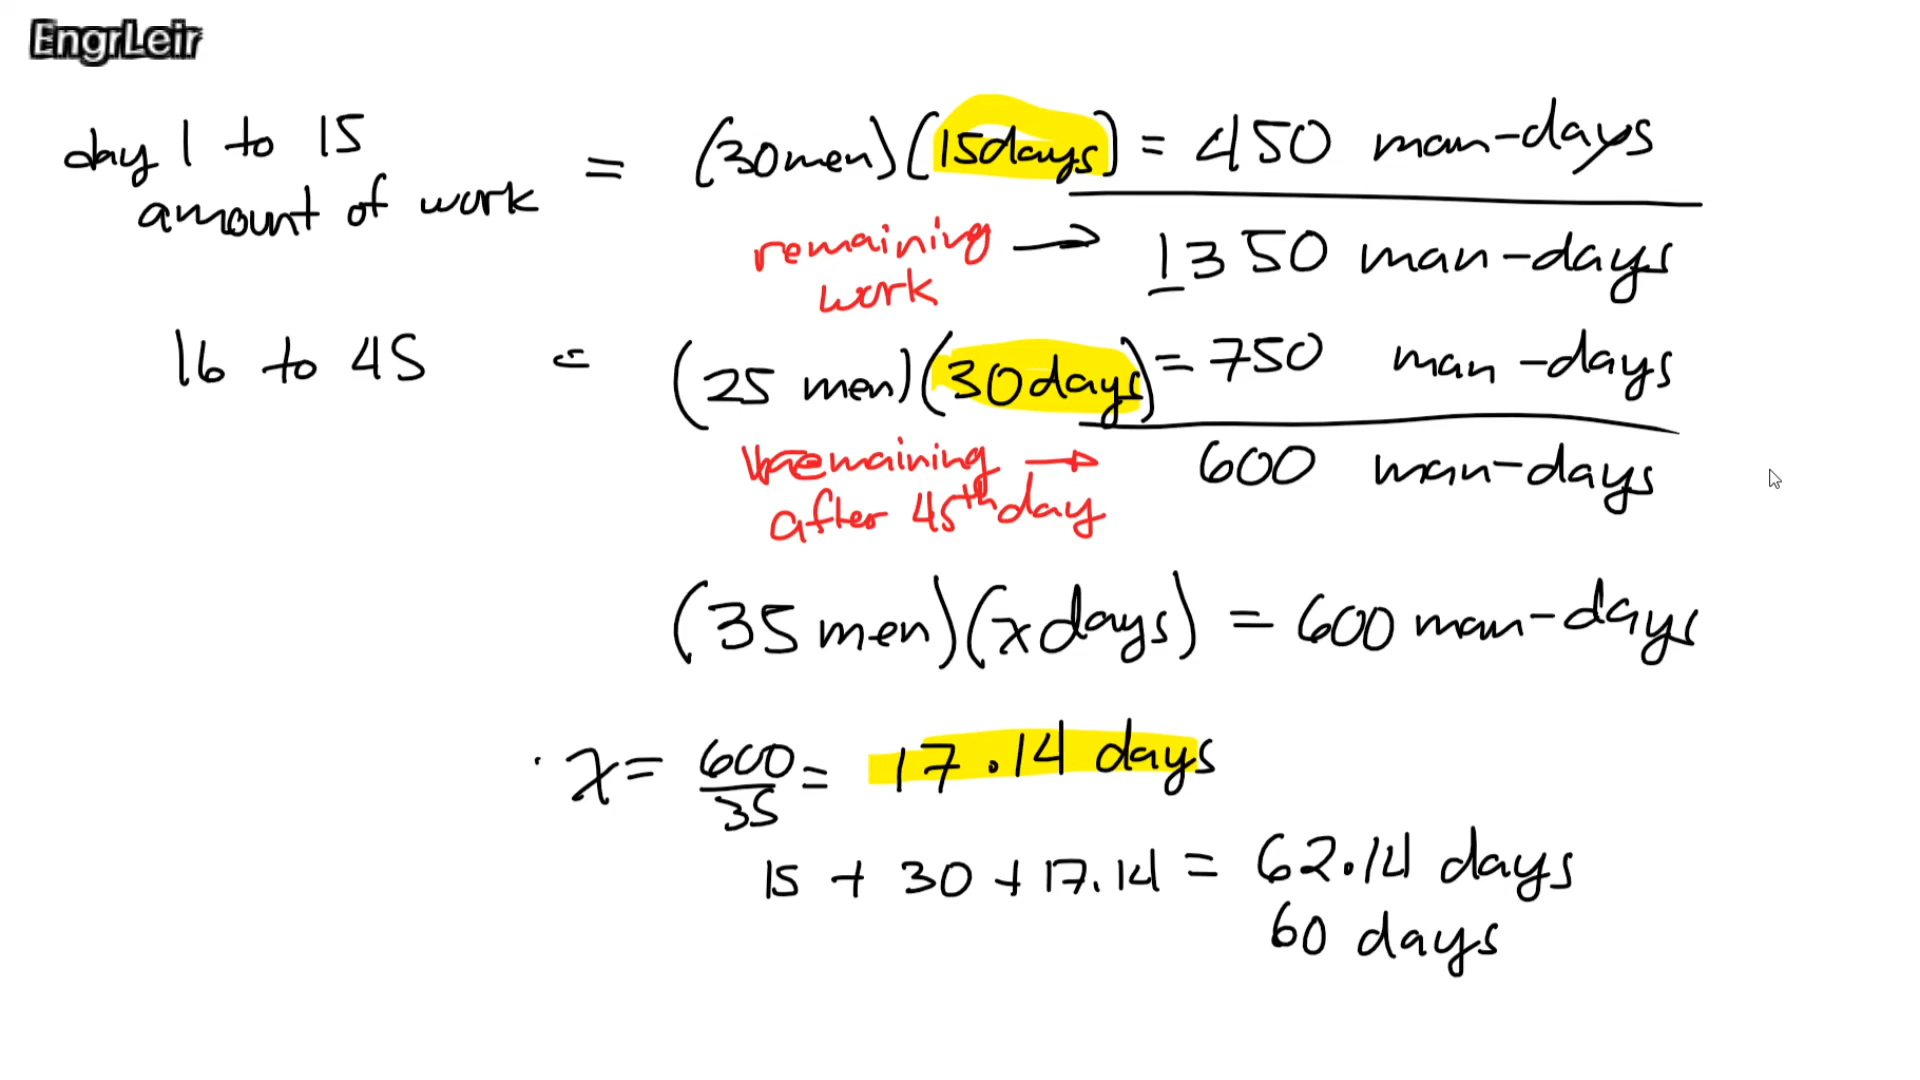 EngrLeir
day 1 to 15
amount of work = (30 men)(15days) = 450 man-days
remaining work → 1350 man-days
16 to 45 = (25 men)(30days) = 750 man-days
remaining → 600 man-days
after 45th day
(35 men)(x days) = 600 man-days
x = 600/35 = 17.14 days
15 + 30 + 17.14 = 62.14 days
60 days